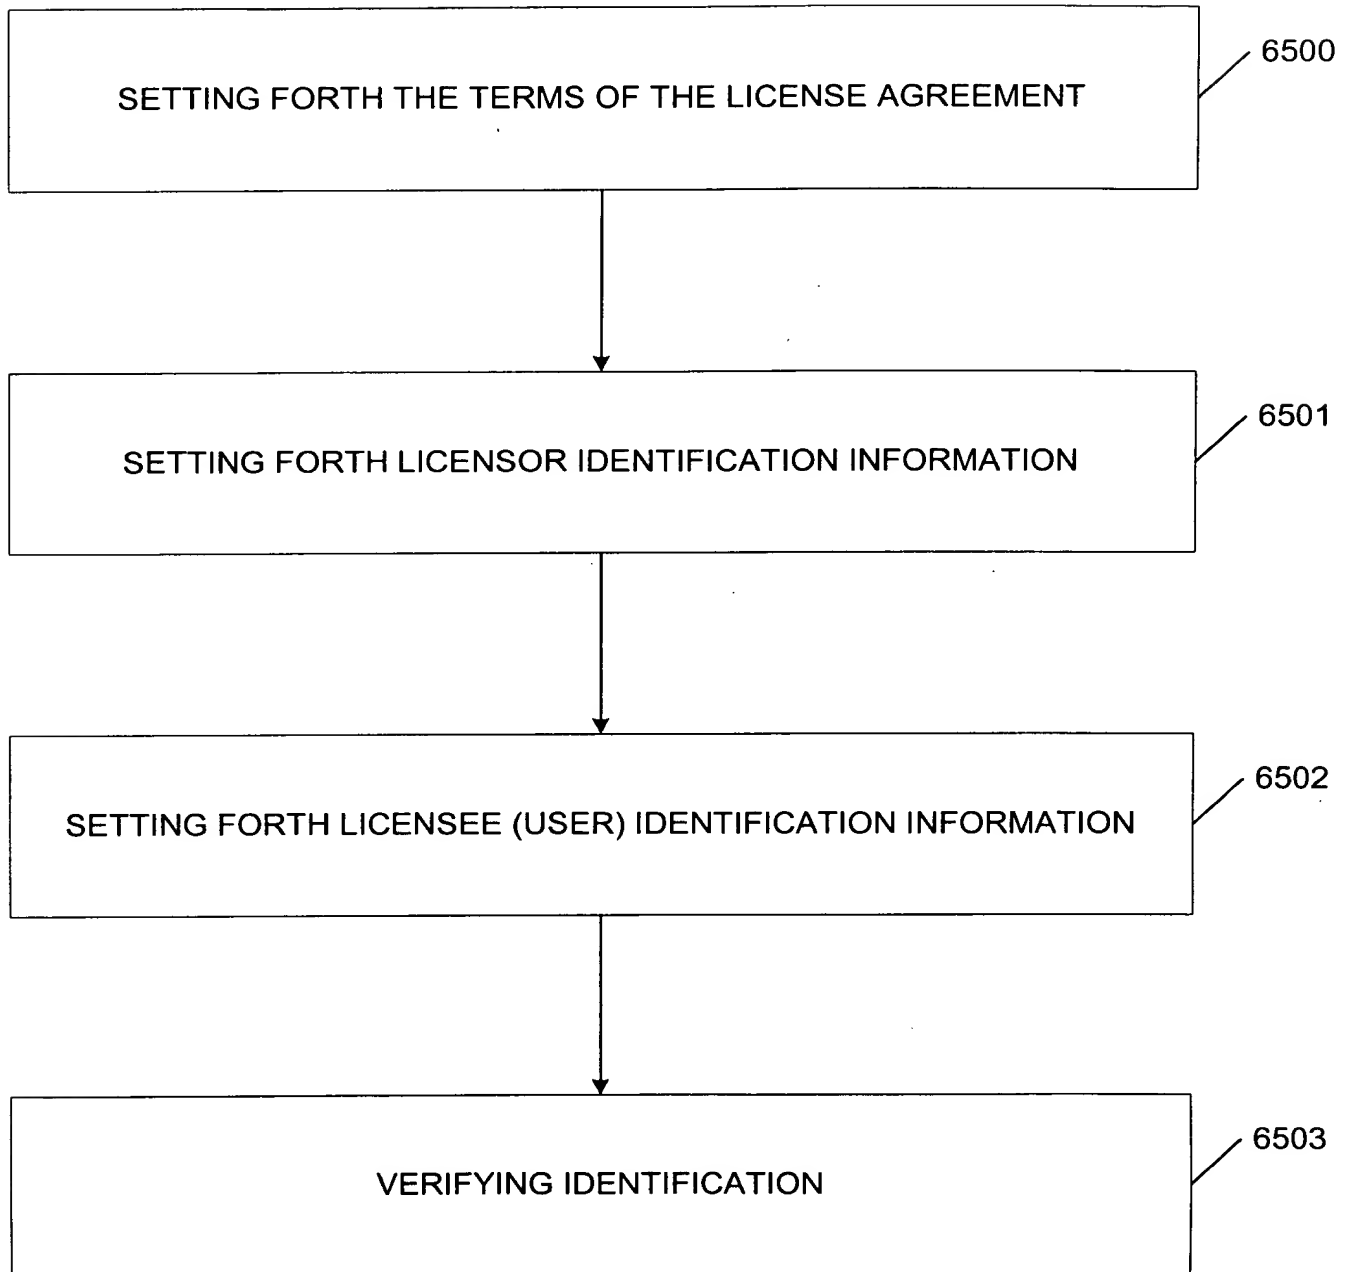 SETTING FORTH THE TERMS OF THE LICENSE AGREEMENT
6500
SETTING FORTH LICENSOR IDENTIFICATION INFORMATION
6501
SETTING FORTH LICENSEE (USER) IDENTIFICATION INFORMATION
6502
VERIFYING IDENTIFICATION
6503